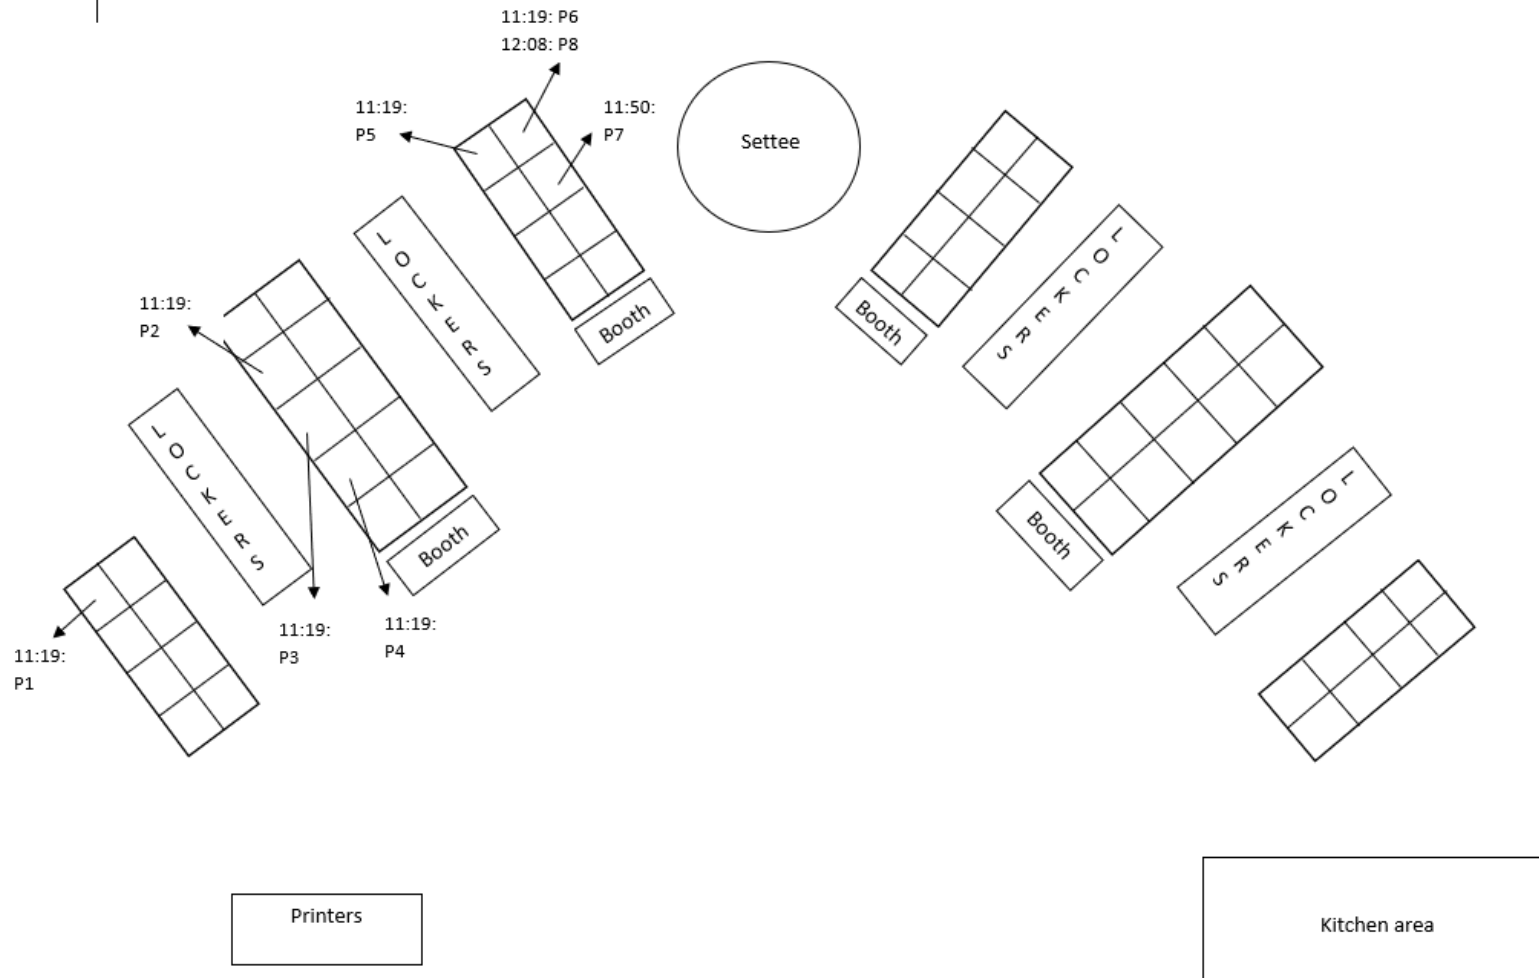 11:19: P6
12:08: P8
11:19:
P5
11:50:
P7
Settee
LOCKERS
LOCKERS
11:19:
P2
Booth
Booth
LOCKERS
LOCKERS
Booth
Booth
11:19:
P3
11:19:
P4
11:19:
P1
Printers
Kitchen area